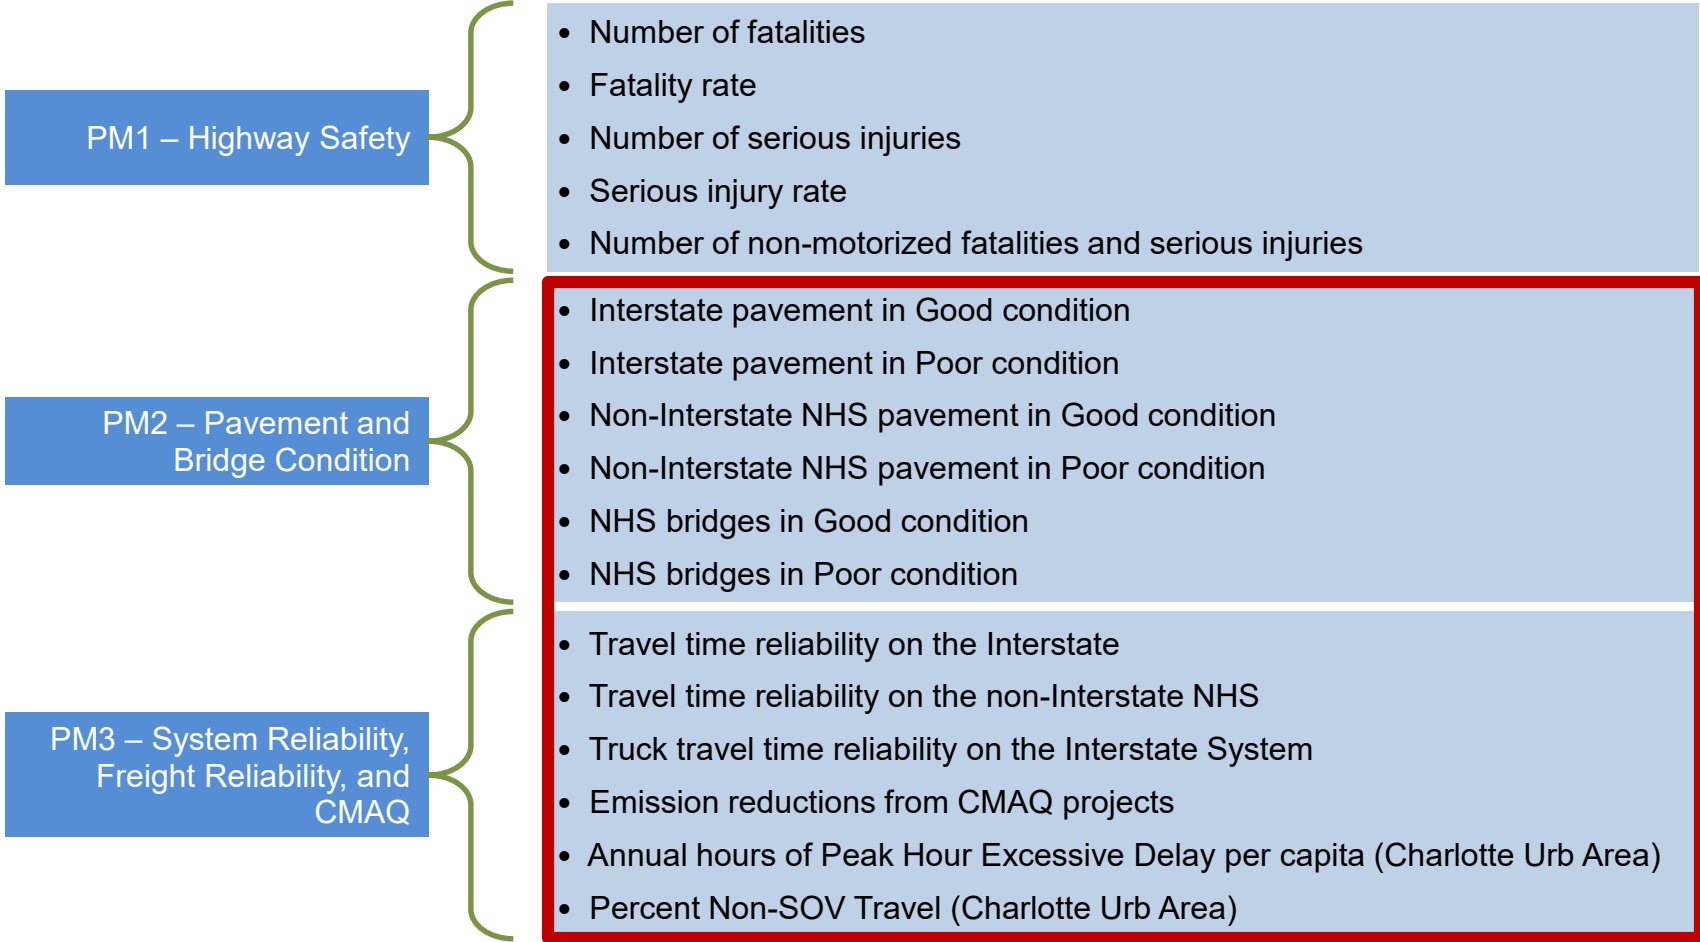 PM1 – Highway Safety
• Number of fatalities
• Fatality rate
• Number of serious injuries
• Serious injury rate
• Number of non-motorized fatalities and serious injuries
PM2 – Pavement and
Bridge Condition
• Interstate pavement in Good condition
• Interstate pavement in Poor condition
• Non-Interstate NHS pavement in Good condition
• Non-Interstate NHS pavement in Poor condition
• NHS bridges in Good condition
• NHS bridges in Poor condition
PM3 – System Reliability,
Freight Reliability, and
CMAQ
• Travel time reliability on the Interstate
• Travel time reliability on the non-Interstate NHS
• Truck travel time reliability on the Interstate System
• Emission reductions from CMAQ projects
• Annual hours of Peak Hour Excessive Delay per capita (Charlotte Urb Area)
• Percent Non-SOV Travel (Charlotte Urb Area)